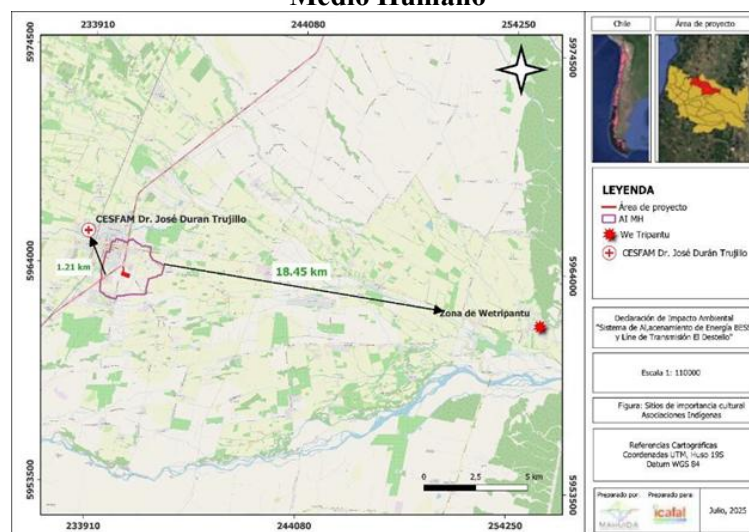 Medio Humano
233910
244080
254250
5974500
5974500
CESFAM Dr. José Duran Trujillo
1.21 km
18.45 km
Zona de Wetripantu
5964000
5964000
5953500
5953500
0
2,5
5 km
233910
244080
254250
Chile
Área de proyecto
LEYENDA
Área de proyecto
AI MH
We Tripantu
CESFAM Dr. José Durán Trujillo
Declaración de Impacto Ambiental
"Sistema de ALacenamiento de Energía BESS
y Line de Transmisión El Destello"
Escala 1: 110000
Figura: Sitios de importancia cultural
Asociaciones Indígenas
Referencias Cartográficas
Coordenadas UTM, Huso 19S
Datum WGS 84
Preparado por:
Preparado para:
MAHUIDA
icafal
Julio, 2025